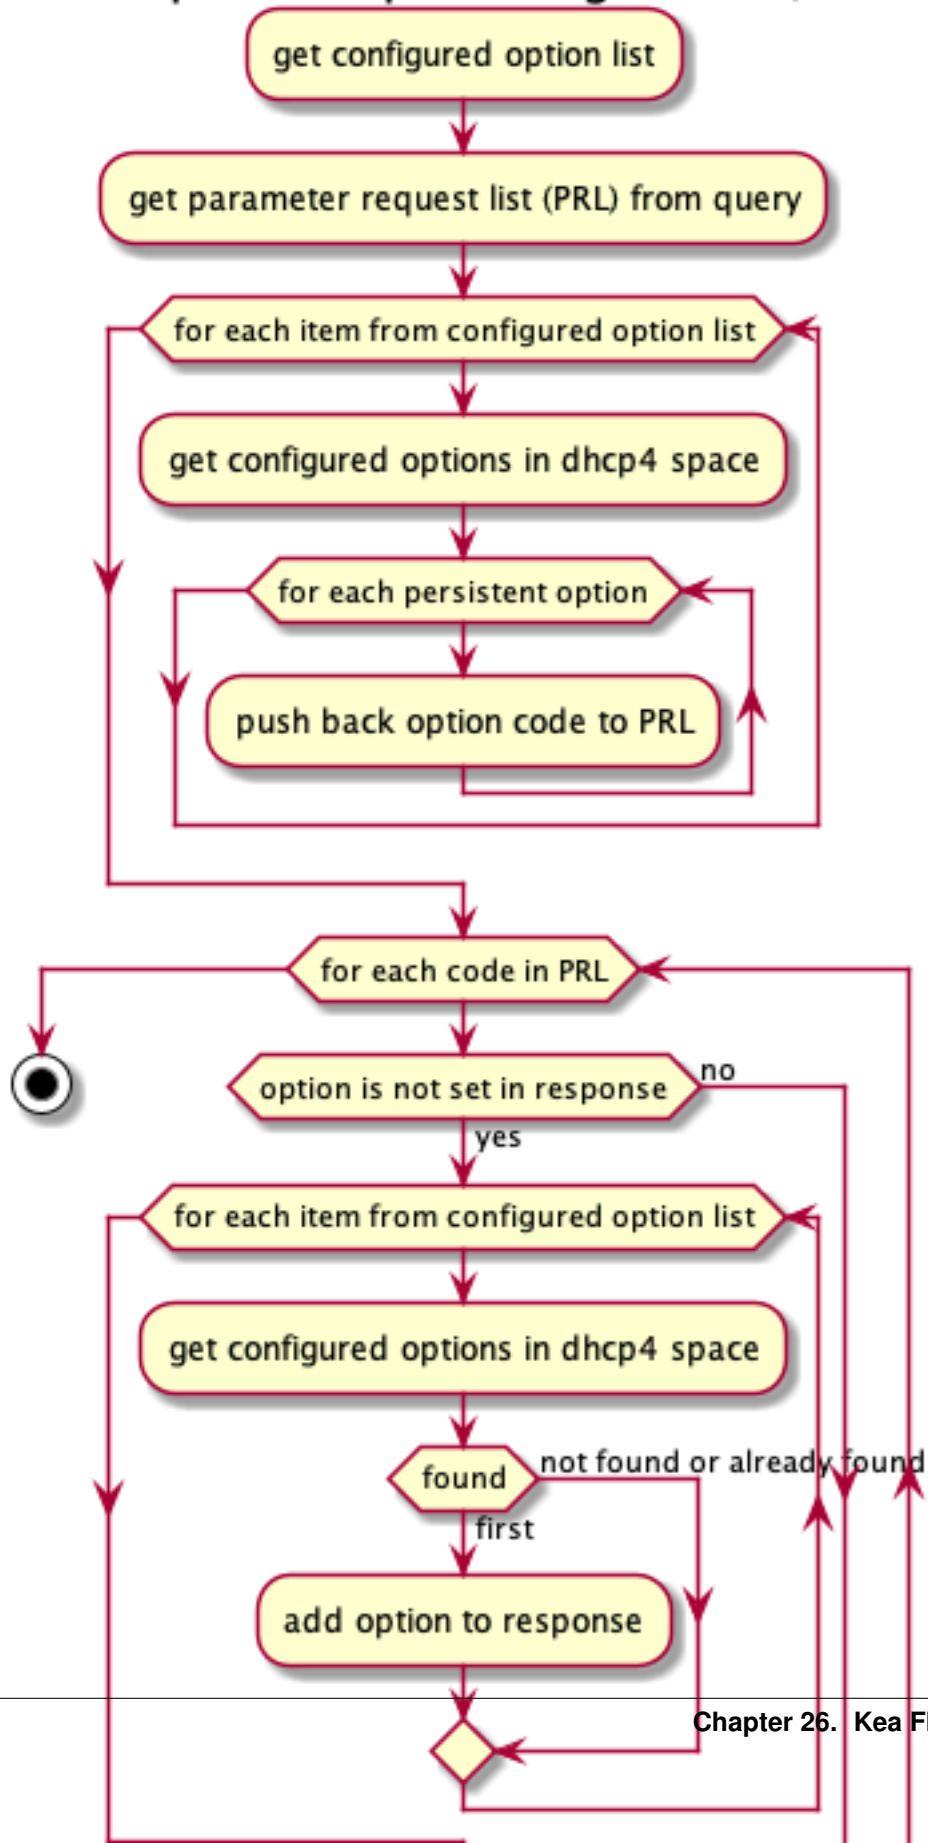 get configured option list
get parameter request list (PRL) from query
for each item from configured option list
get configured options in dhcp4 space
for each persistent option
push back option code to PRL
for each code in PRL
option is not set in response
no
yes
for each item from configured option list
get configured options in dhcp4 space
found
not found or already found
first
add option to response
Chapter 26. Kea